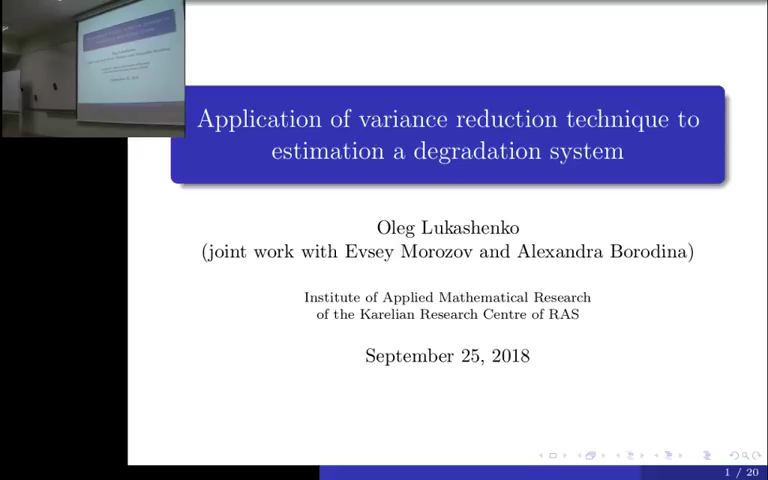 Application of variance reduction technique to
estimation a degradation system
Oleg Lukashenko
(joint work with Evsey Morozov and Alexandra Borodina)
Institute of Applied Mathematical Research
of the Karelian Research Centre of RAS
September 25, 2018
1 / 20